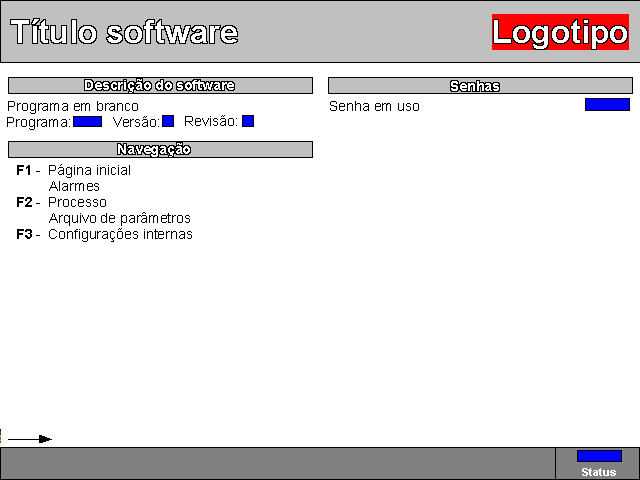 Título software
Logotipo
Descrição do software
Programa em branco
Programa: Versão: Revisão:
Navegação
F1 - Página inicial
Alarmes
F2 - Processo
Arquivo de parâmetros
F3 - Configurações internas
Senhas
Senha em uso
Status